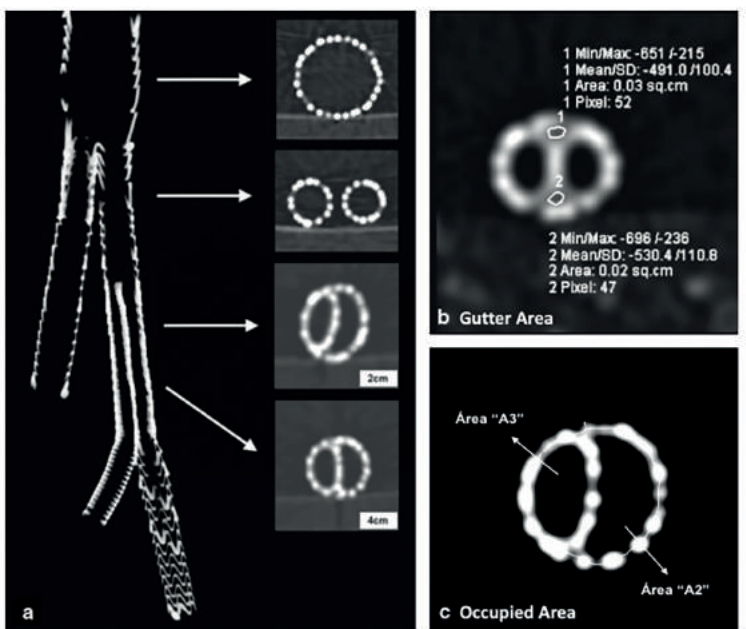 2cm
4cm
a
1 Min/Max: -651 /-215
1 Mean/SD: -491.0 /100.4
1 Area: 0.03 sq.cm
1 Pixel: 52
1
2
2 Min/Max: -696 /-236
2 Mean/SD: -530.4 /110.8
2 Area: 0.02 sq.cm
2 Pixel: 47
b Gutter Area
Área “A3”
Área “A2”
c Occupied Area